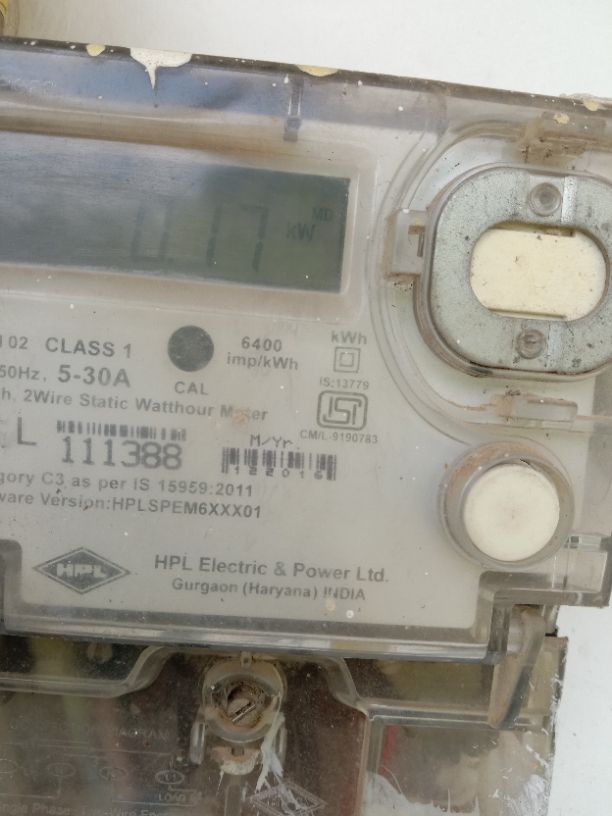 0.17 kW MD
02 CLASS 1
6400 imp/kWh
kWh
50Hz, 5-30A
CAL
IS:13779
2Wire Static Watthour Meter
ISI
CM/L-9190783
L 111388
M/Yr.
122016
gory C3 as per IS 15959:2011
ware Version:HPLSPEM6XXX01
HPL
HPL Electric & Power Ltd.
Gurgaon (Haryana) INDIA
LOAD